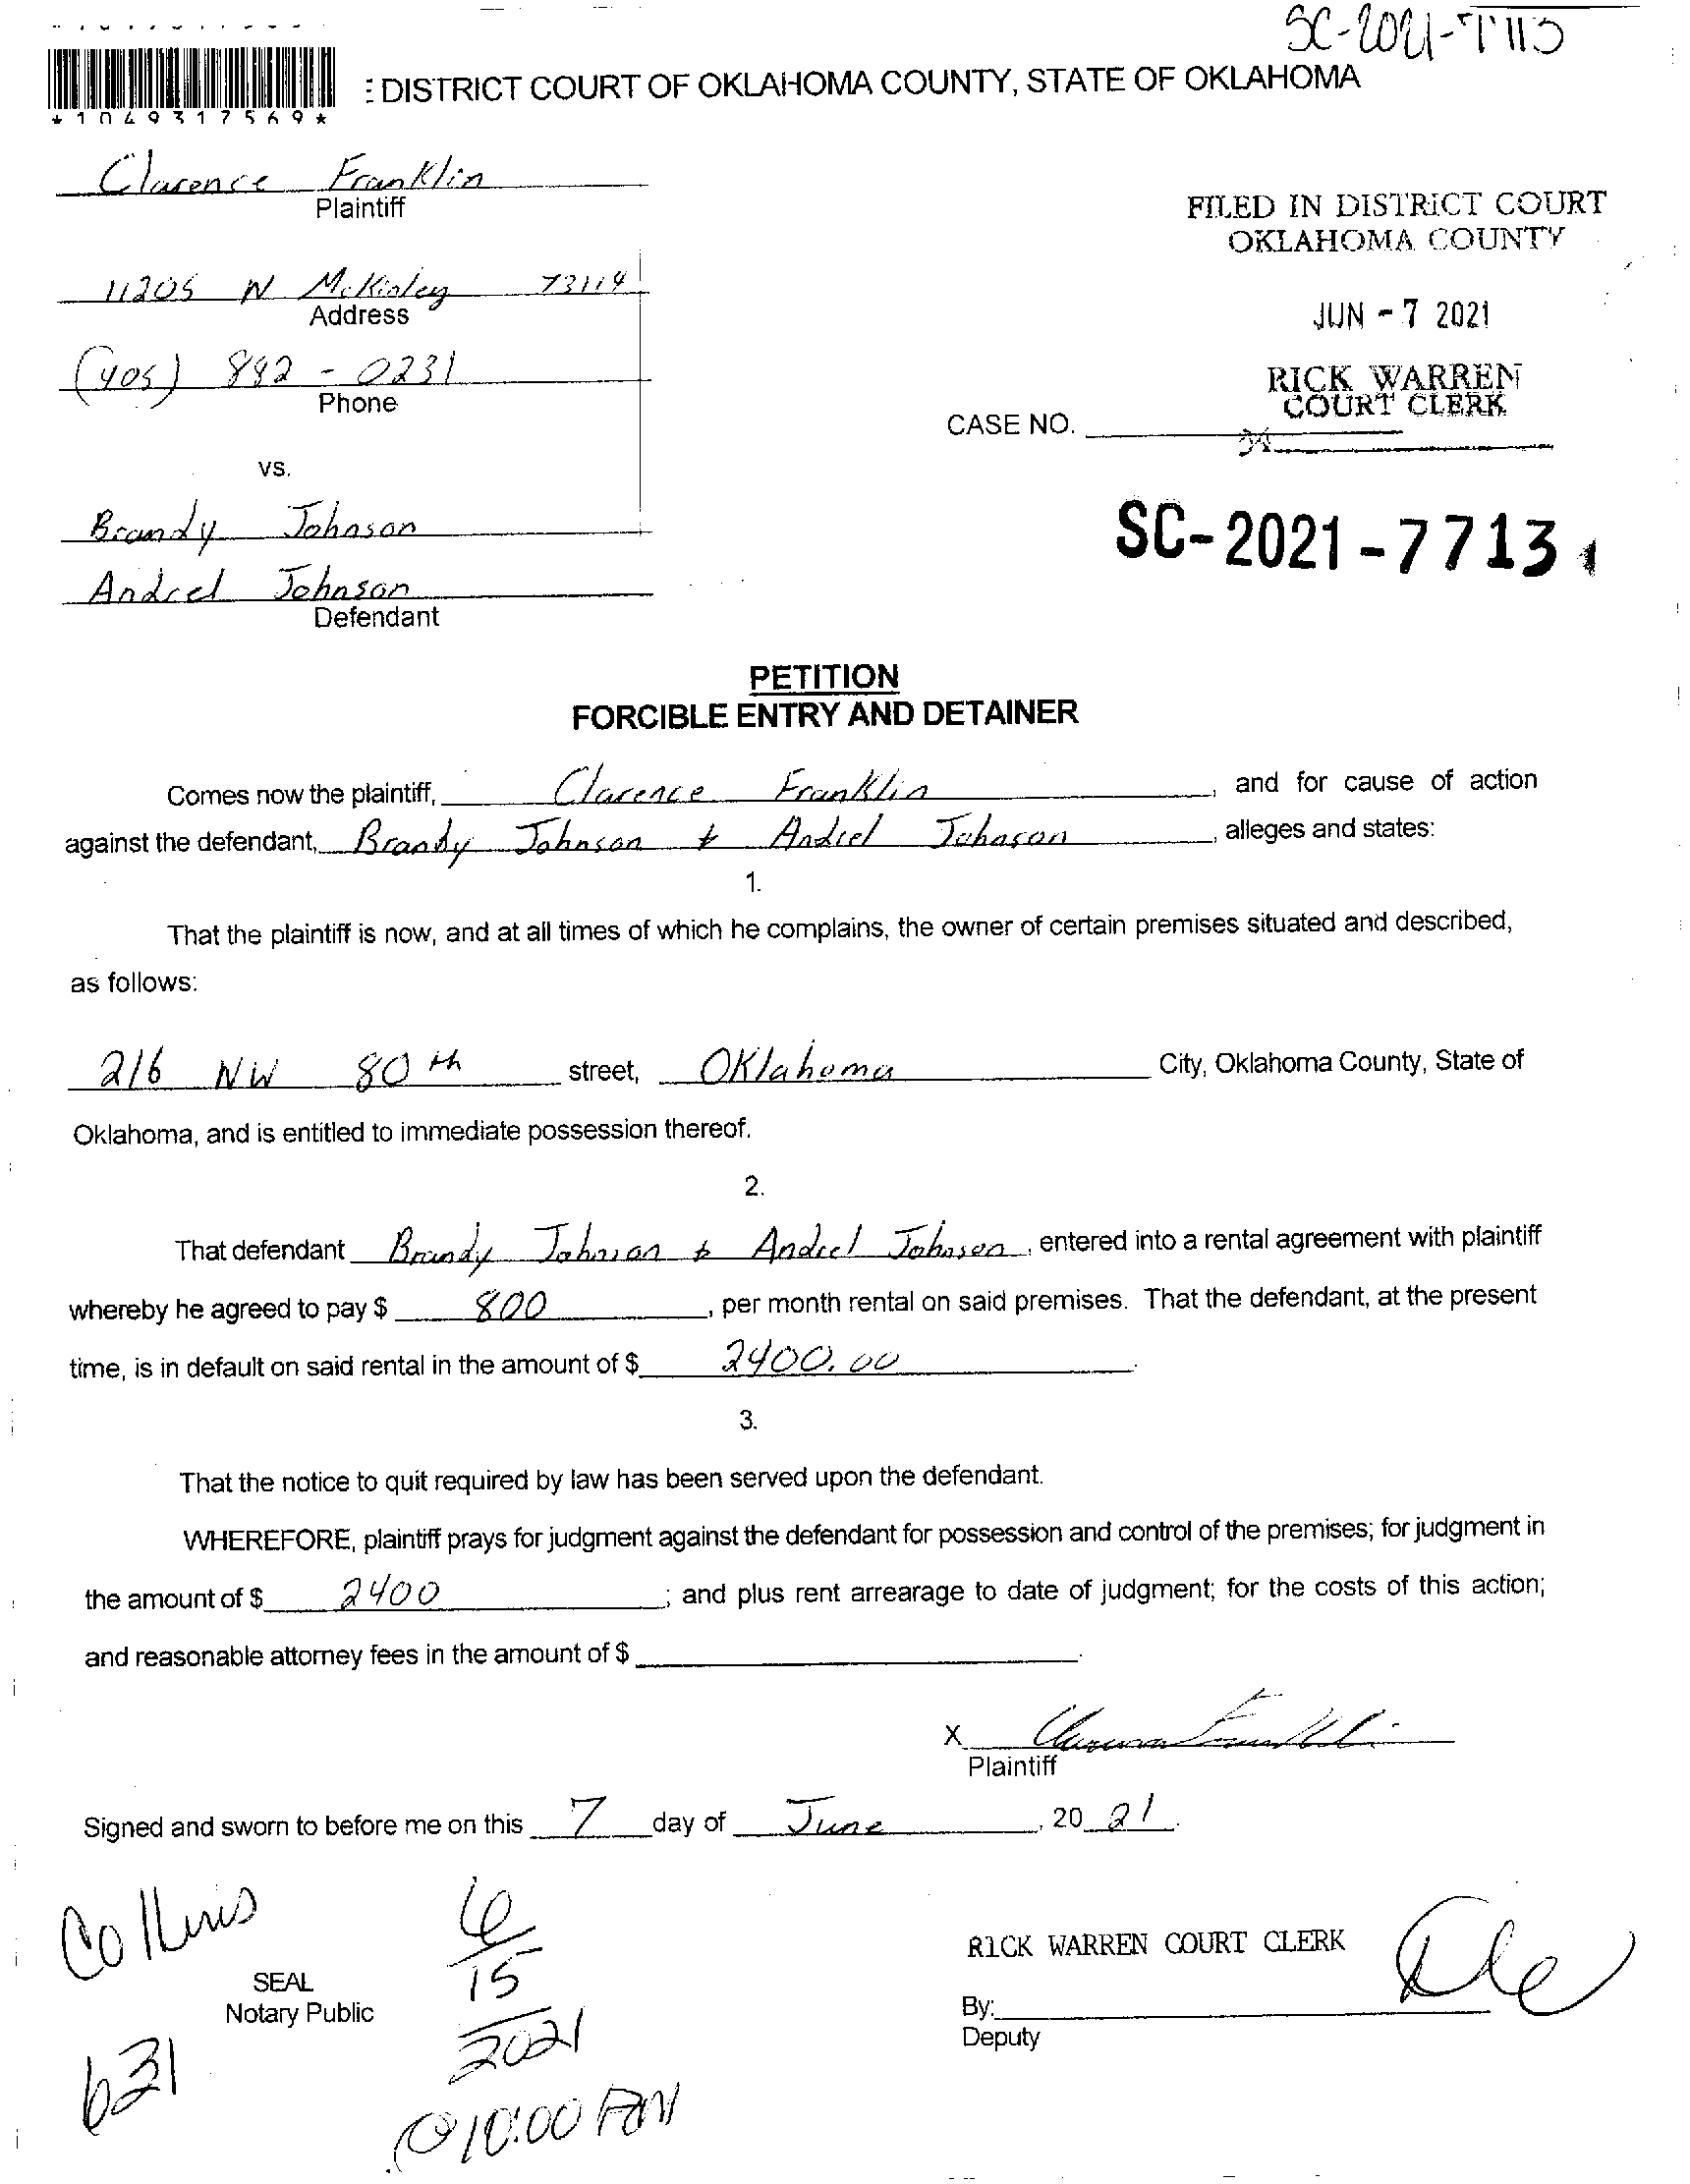 SC-2021-7713
: DISTRICT COURT OF OKLAHOMA COUNTY, STATE OF OKLAHOMA
*1049317569*
Clarence Franklin
Plaintiff
FILED IN DISTRICT COURT
OKLAHOMA COUNTY
11205 N McKinley 73114
Address
JUN - 7 2021
(405) 882 - 0231
Phone
RICK WARREN
COURT CLERK
CASE NO.
vs.
Brandy Johnson
SC-2021-7713
Andrel Johnson
Defendant
PETITION
FORCIBLE ENTRY AND DETAINER
Comes now the plaintiff, Clarence Franklin, and for cause of action
against the defendant, Brandy Johnson & Andrel Johnson, alleges and states:
1.
That the plaintiff is now, and at all times of which he complains, the owner of certain premises situated and described,
as follows:
216 NW 80th street, Oklahoma City, Oklahoma County, State of
Oklahoma, and is entitled to immediate possession thereof.
2.
That defendant Brandy Johnson & Andrel Johnson, entered into a rental agreement with plaintiff
whereby he agreed to pay $ 800, per month rental on said premises. That the defendant, at the present
time, is in default on said rental in the amount of $ 2400.00.
3.
That the notice to quit required by law has been served upon the defendant.
WHEREFORE, plaintiff prays for judgment against the defendant for possession and control of the premises; for judgment in
the amount of $ 2400; and plus rent arrearage to date of judgment; for the costs of this action;
and reasonable attorney fees in the amount of $ .
X Clarence Franklin
Plaintiff
Signed and sworn to before me on this 7 day of June, 20 21.
Collins
6
15
2021
@ 10:00 AM
RICK WARREN COURT CLERK
SEAL
Notary Public
By:
Deputy
631